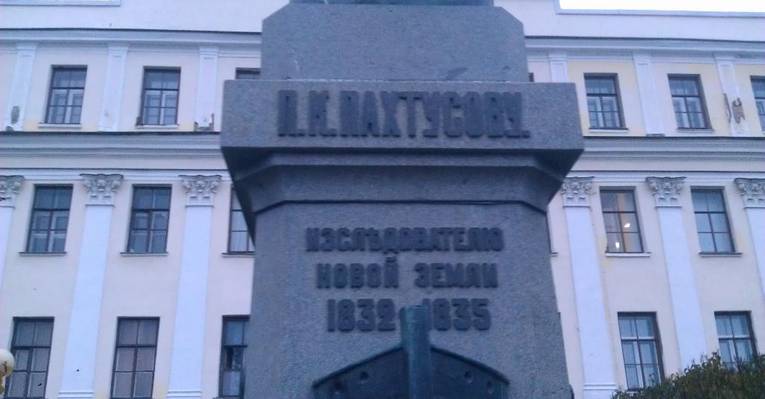 П.К.ПАХТУСОВУ.
ИЗСЛѢДОВАТЕЛЮ
НОВОЙ ЗЕМЛИ
1832 1835